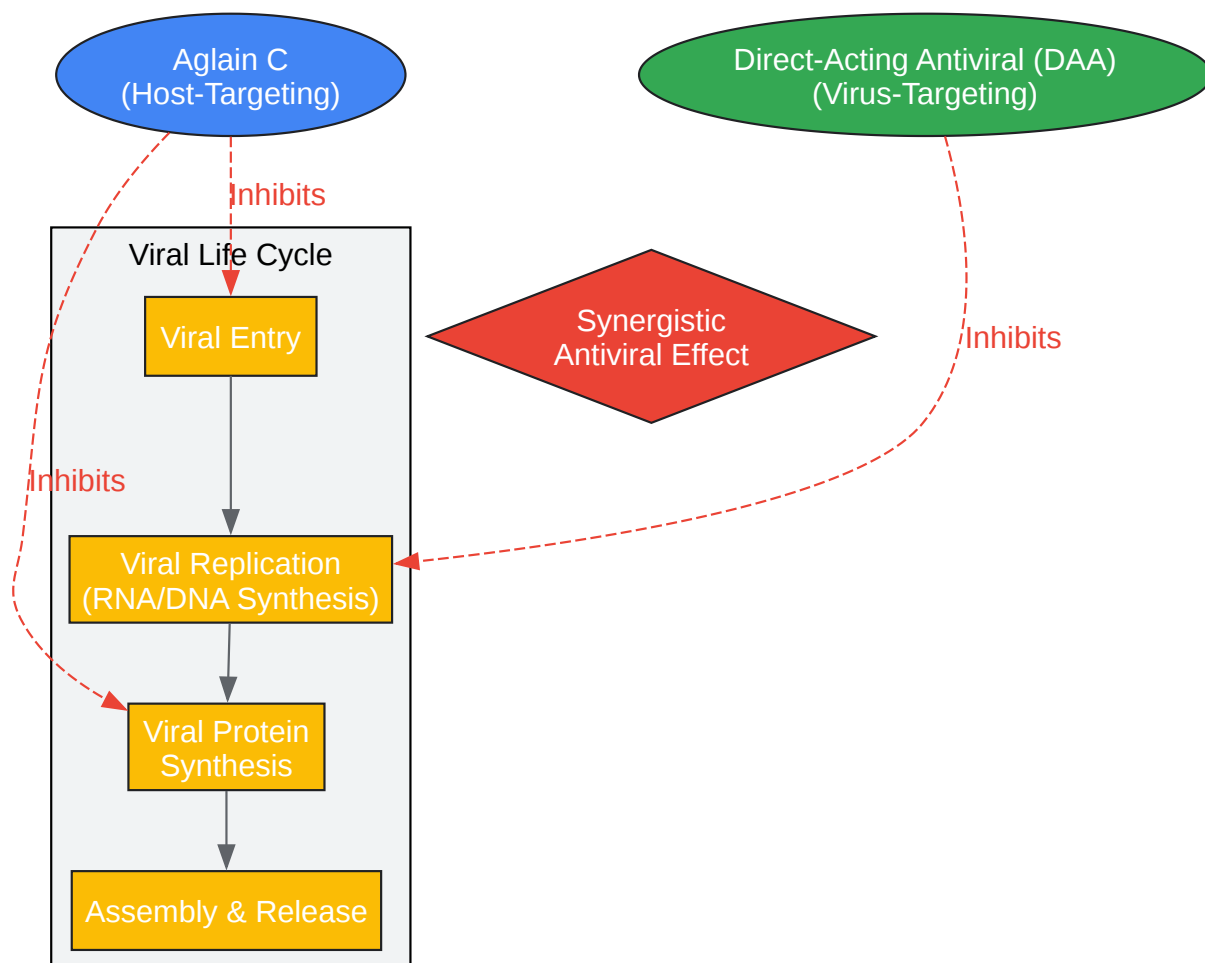 Aglain C
(Host-Targeting)
Direct-Acting Antiviral (DAA)
(Virus-Targeting)
Inhibits
Viral Life Cycle
Viral Entry
Synergistic
Antiviral Effect
Inhibits
Inhibits
Viral Replication
(RNA/DNA Synthesis)
Viral Protein
Synthesis
Assembly & Release